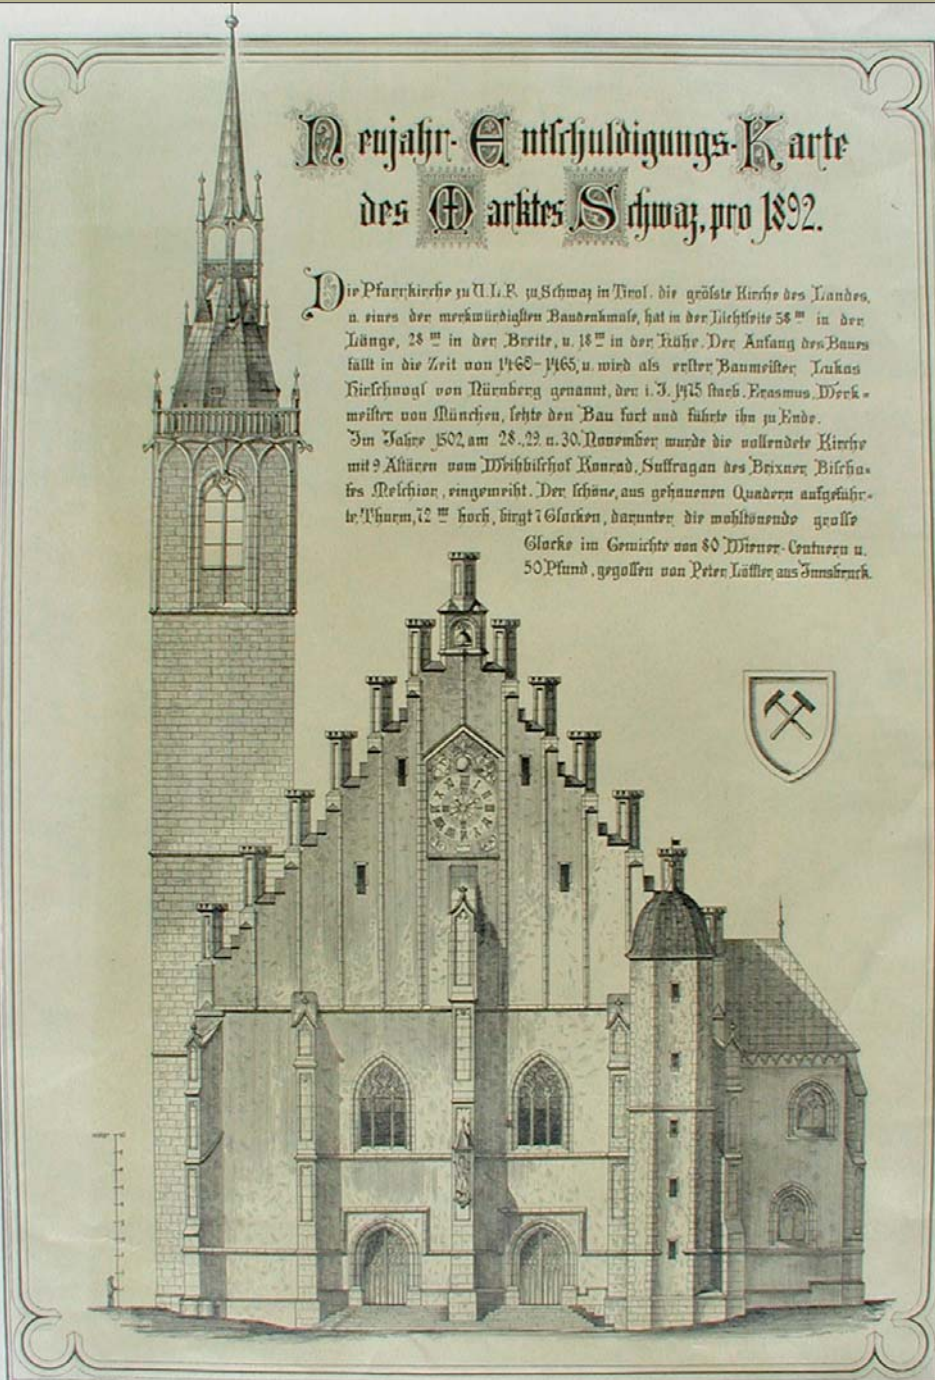 Neujahr-Entschuldigungs-Karte
des Marktes Schwaz, pro 1892.
Die Pfarrkirche zu U.L.F. zu Schwaz in Tirol, die größte Kirche des Landes,
u. eines der merkwürdigsten Baudenkmale, hat in der Lichtseite 58 m in der
Länge, 28 m in der Breite, u. 18 m in der Höhe. Der Anfang des Baues
fällt in die Zeit von 1460-1465, u. wird als erster Baumeister Lukas
Hirschvogl von Nürnberg genannt, der i. J. 1475 starb. Erasmus, Werk=
meister von München, setzte den Bau fort und führte ihn zu Ende.
Im Jahre 1502, am 28., 29. u. 30. November, wurde die vollendete Kirche
mit 9 Altären vom Weihbischof Konrad, Suffragan des Brixner Bischo=
fes Melchior, eingeweiht. Der schöne, aus gehauenen Quadern aufgeführ=
te Thurm, 72 m hoch, birgt 7 Glocken, darunter die wohltönende große
Glocke im Gewichte von 80 Wiener-Centnern u.
50 Pfund, gegossen von Peter Löffler aus Innsbruck.